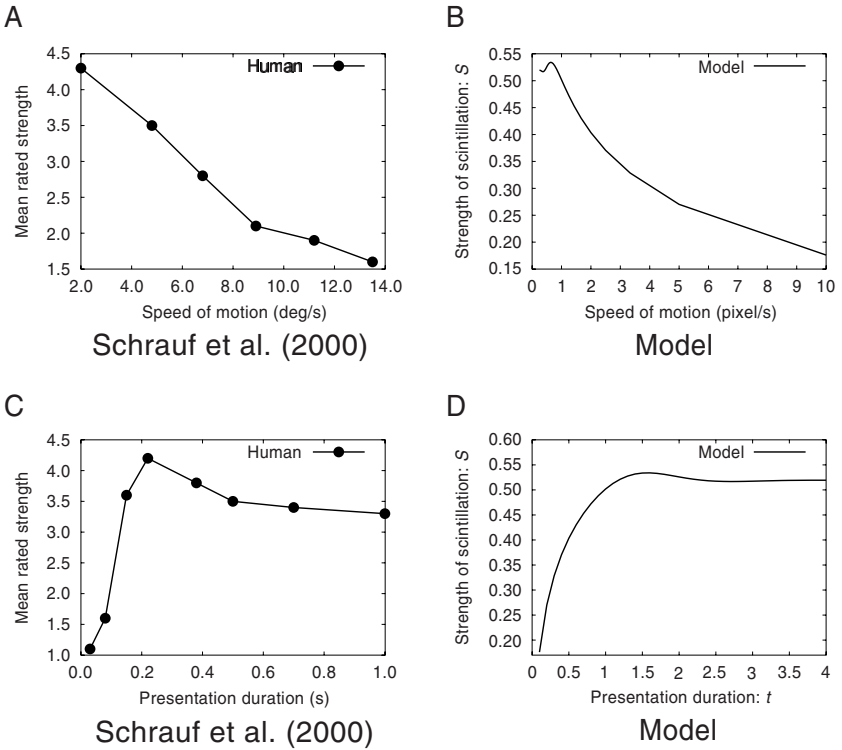 A
4.5
4.0
3.5
3.0
2.5
2.0
1.5
Mean rated strength
Human
2.0 4.0 6.0 8.0 10.0 12.0 14.0
Speed of motion (deg/s)
Schrauf et al. (2000)
B
0.55
0.50
0.45
0.40
0.35
0.30
0.25
0.20
0.15
Strength of scintillation: S
Model
0 1 2 3 4 5 6 7 8 9 10
Speed of motion (pixel/s)
Model
C
4.5
4.0
3.5
3.0
2.5
2.0
1.5
1.0
Mean rated strength
Human
0.0 0.2 0.4 0.6 0.8 1.0
Presentation duration (s)
Schrauf et al. (2000)
D
0.60
0.55
0.50
0.45
0.40
0.35
0.30
0.25
0.20
Strength of scintillation: S
Model
0 0.5 1 1.5 2 2.5 3 3.5 4
Presentation duration: t
Model